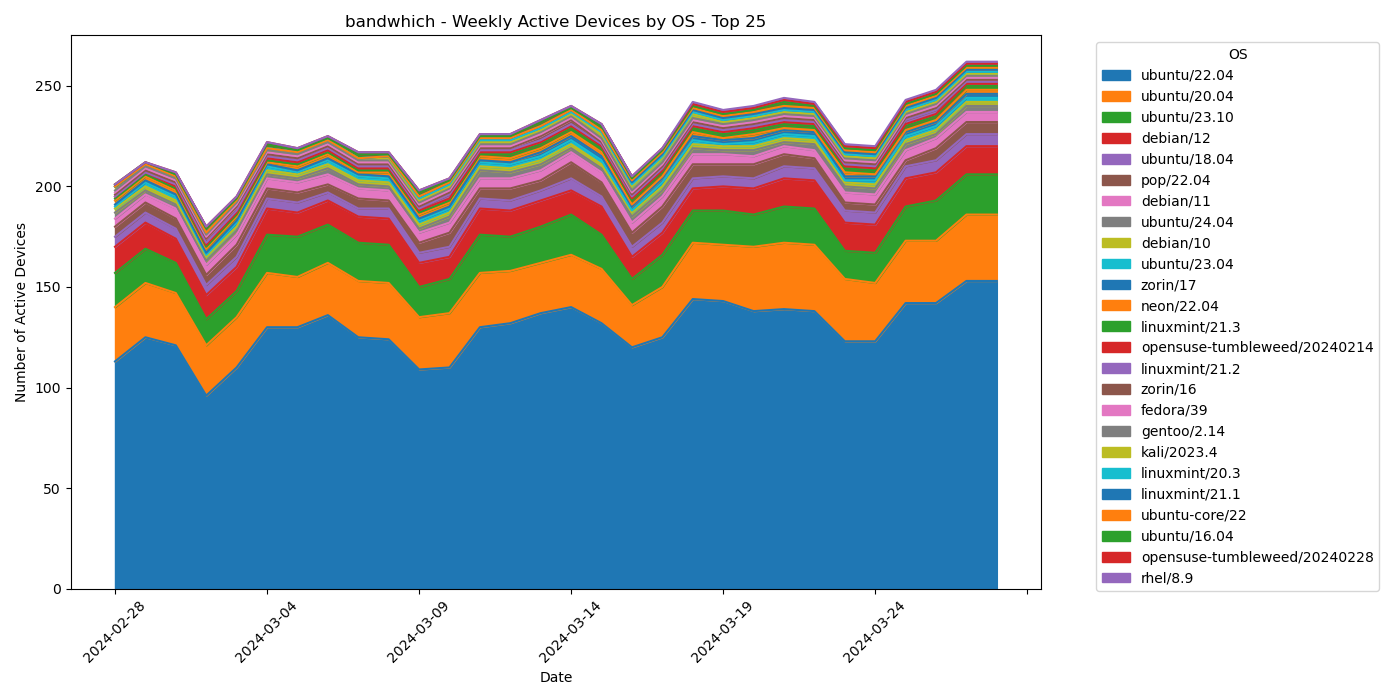 bandwhich - Weekly Active Devices by OS - Top 25
Number of Active Devices
250
200
150
100
50
0
2024-02-28
2024-03-04
2024-03-09
2024-03-14
2024-03-19
2024-03-24
Date
OS
ubuntu/22.04
ubuntu/20.04
ubuntu/23.10
debian/12
ubuntu/18.04
pop/22.04
debian/11
ubuntu/24.04
debian/10
ubuntu/23.04
zorin/17
neon/22.04
linuxmint/21.3
opensuse-tumbleweed/20240214
linuxmint/21.2
zorin/16
fedora/39
gentoo/2.14
kali/2023.4
linuxmint/20.3
linuxmint/21.1
ubuntu-core/22
ubuntu/16.04
opensuse-tumbleweed/20240228
rhel/8.9